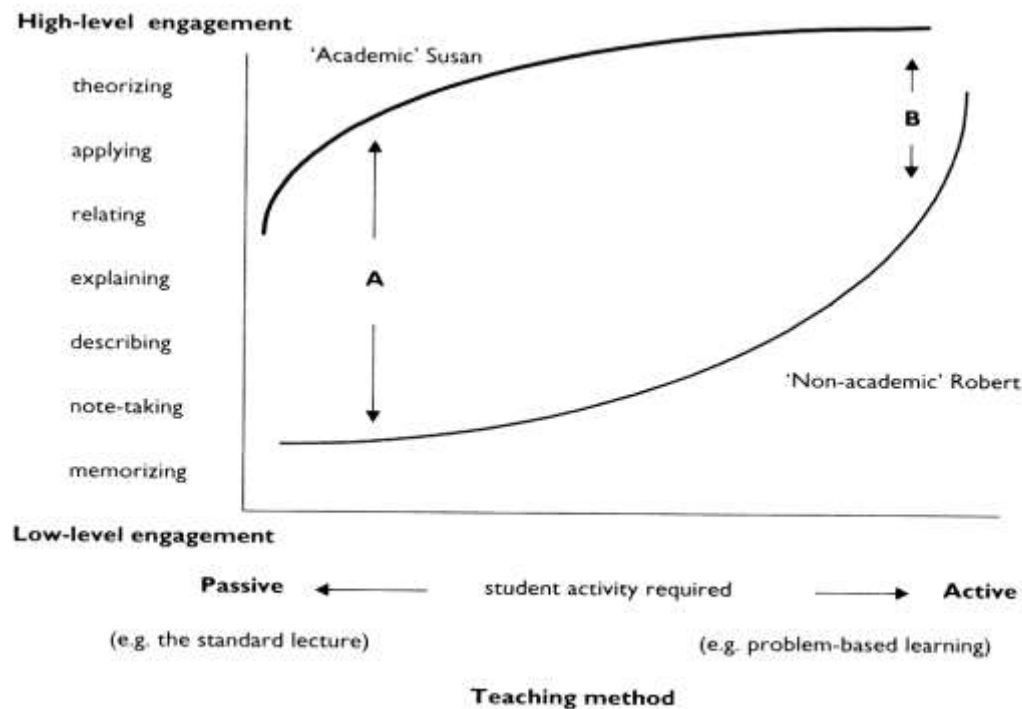 High-level engagement
'Academic' Susan
theorizing
applying
relating
explaining
describing
note-taking
memorizing
A
B
'Non-academic' Robert
Low-level engagement
Passive student activity required Active
(e.g. the standard lecture) (e.g. problem-based learning)
Teaching method